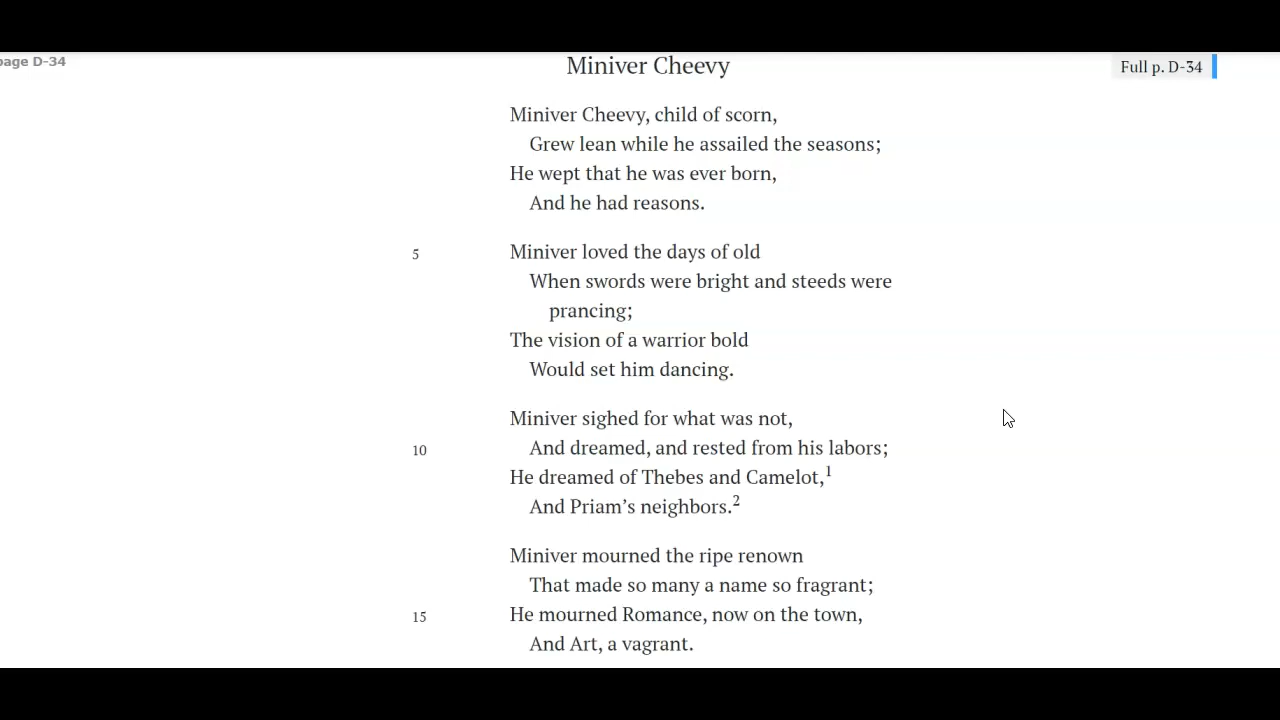 page D-34
Miniver Cheevy
Full p. D-34
Miniver Cheevy, child of scorn,
Grew lean while he assailed the seasons;
He wept that he was ever born,
And he had reasons.
5 Miniver loved the days of old
When swords were bright and steeds were
prancing;
The vision of a warrior bold
Would set him dancing.
Miniver sighed for what was not,
10 And dreamed, and rested from his labors;
He dreamed of Thebes and Camelot,1
And Priam’s neighbors.2
Miniver mourned the ripe renown
That made so many a name so fragrant;
15 He mourned Romance, now on the town,
And Art, a vagrant.